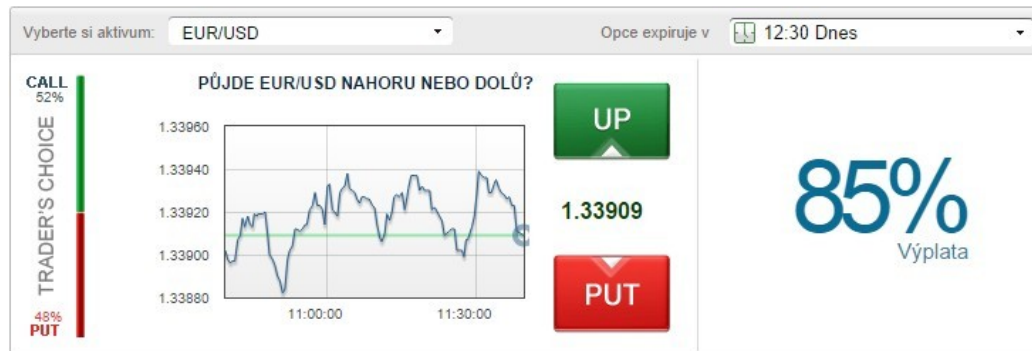 Vyberte si aktivum: EUR/USD Opce expiruje v 12:30 Dnes
CALL
52%
TRADER'S CHOICE
48%
PUT
PŮJDE EUR/USD NAHORU NEBO DOLŮ?
1.33960
1.33940
1.33920
1.33900
1.33880
11:00:00 11:30:00
UP
1.33909
PUT
85%
Výplata